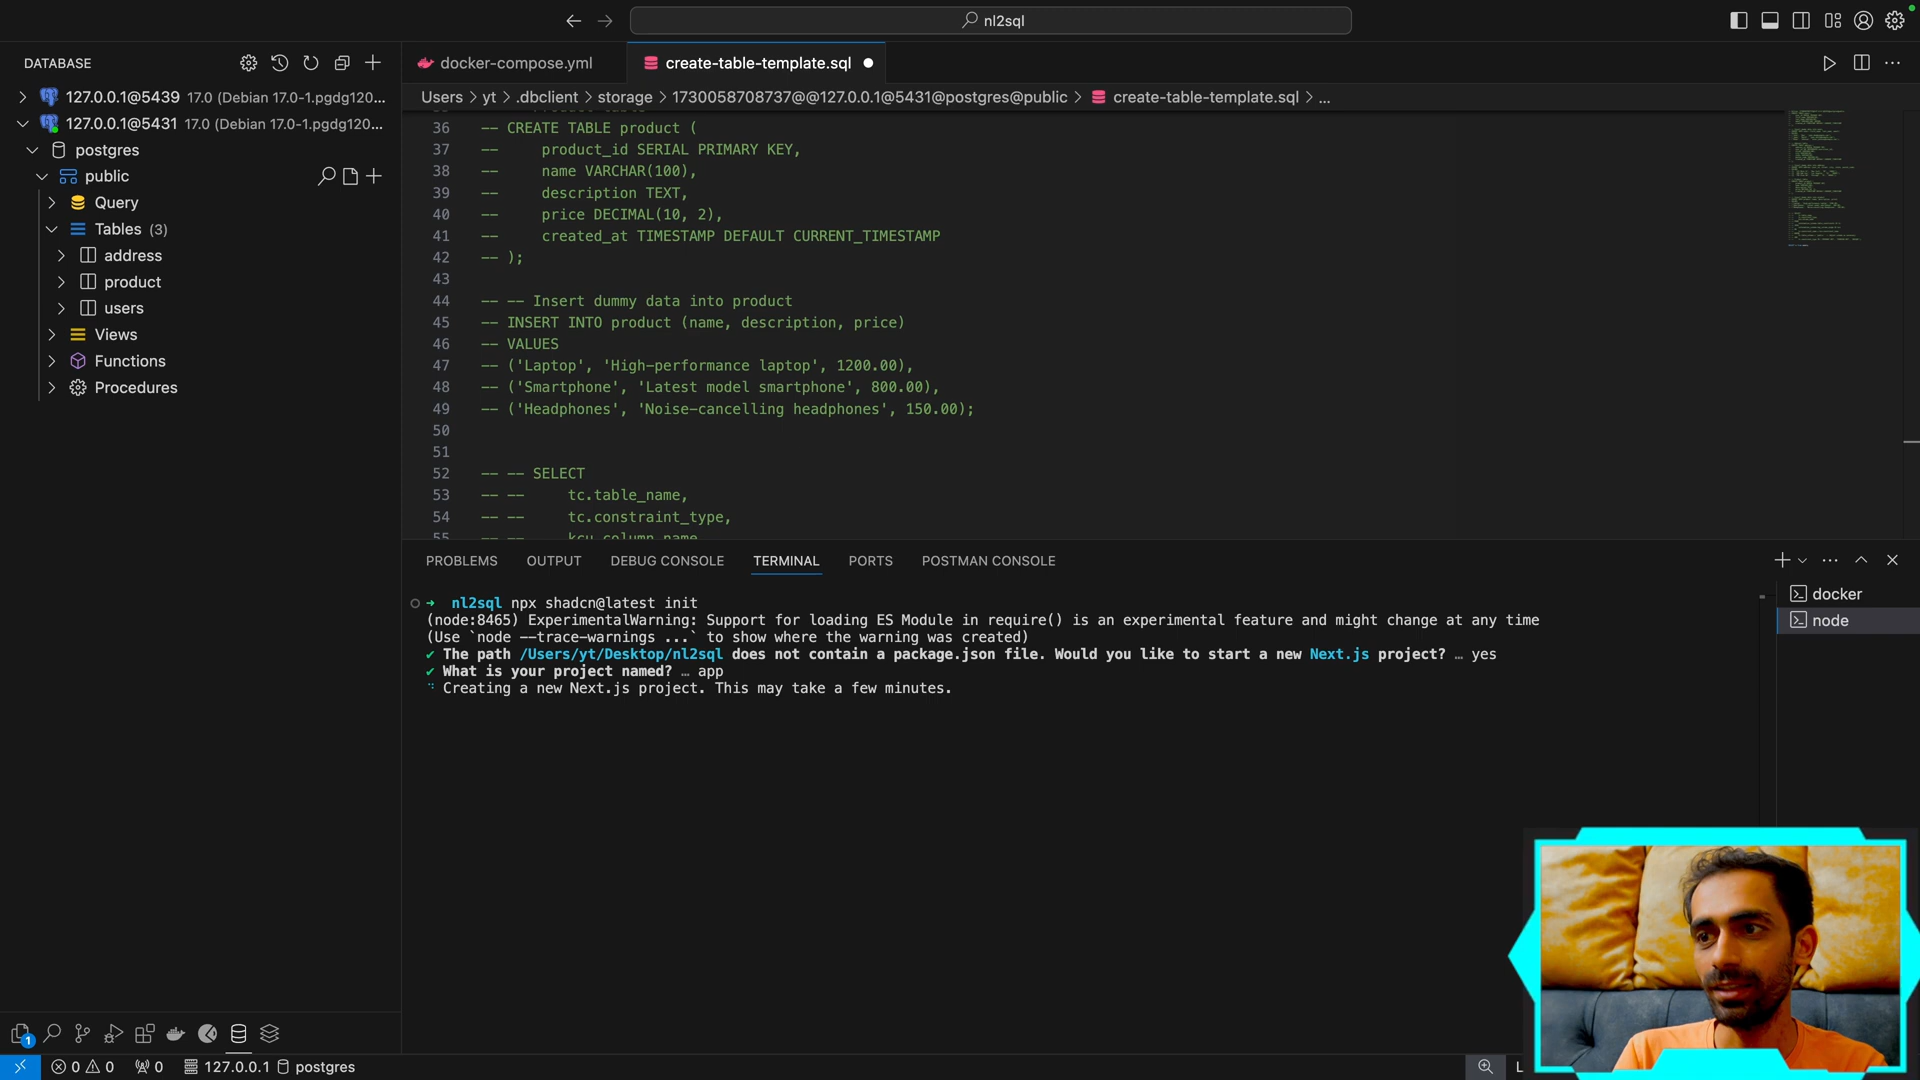 nl2sql
DATABASE
127.0.0.1@5439 17.0 (Debian 17.0-1.pgdg120...
127.0.0.1@5431 17.0 (Debian 17.0-1.pgdg120...
postgres
public
Query
Tables (3)
address
product
users
Views
Functions
Procedures
docker-compose.yml
create-table-template.sql
Users > yt > .dbclient > storage > 1730058708737@@127.0.0.1@5431@postgres@public > create-table-template.sql > ...
36 -- CREATE TABLE product (
37 --     product_id SERIAL PRIMARY KEY,
38 --     name VARCHAR(100),
39 --     description TEXT,
40 --     price DECIMAL(10, 2),
41 --     created_at TIMESTAMP DEFAULT CURRENT_TIMESTAMP
42 -- );
43
44 -- -- Insert dummy data into product
45 -- INSERT INTO product (name, description, price)
46 -- VALUES
47 -- ('Laptop', 'High-performance laptop', 1200.00),
48 -- ('Smartphone', 'Latest model smartphone', 800.00),
49 -- ('Headphones', 'Noise-cancelling headphones', 150.00);
50
51
52 -- -- SELECT
53 -- --     tc.table_name,
54 -- --     tc.constraint_type,
55 -- --     kcu.column_name
PROBLEMS OUTPUT DEBUG CONSOLE TERMINAL PORTS POSTMAN CONSOLE
nl2sql npx shadcn@latest init
(node:8465) ExperimentalWarning: Support for loading ES Module in require() is an experimental feature and might change at any time
(Use `node --trace-warnings ...` to show where the warning was created)
✔ The path /Users/yt/Desktop/nl2sql does not contain a package.json file. Would you like to start a new Next.js project? … yes
✔ What is your project named? … app
Creating a new Next.js project. This may take a few minutes.
docker
node
1
0 0 0 127.0.0.1 postgres
L